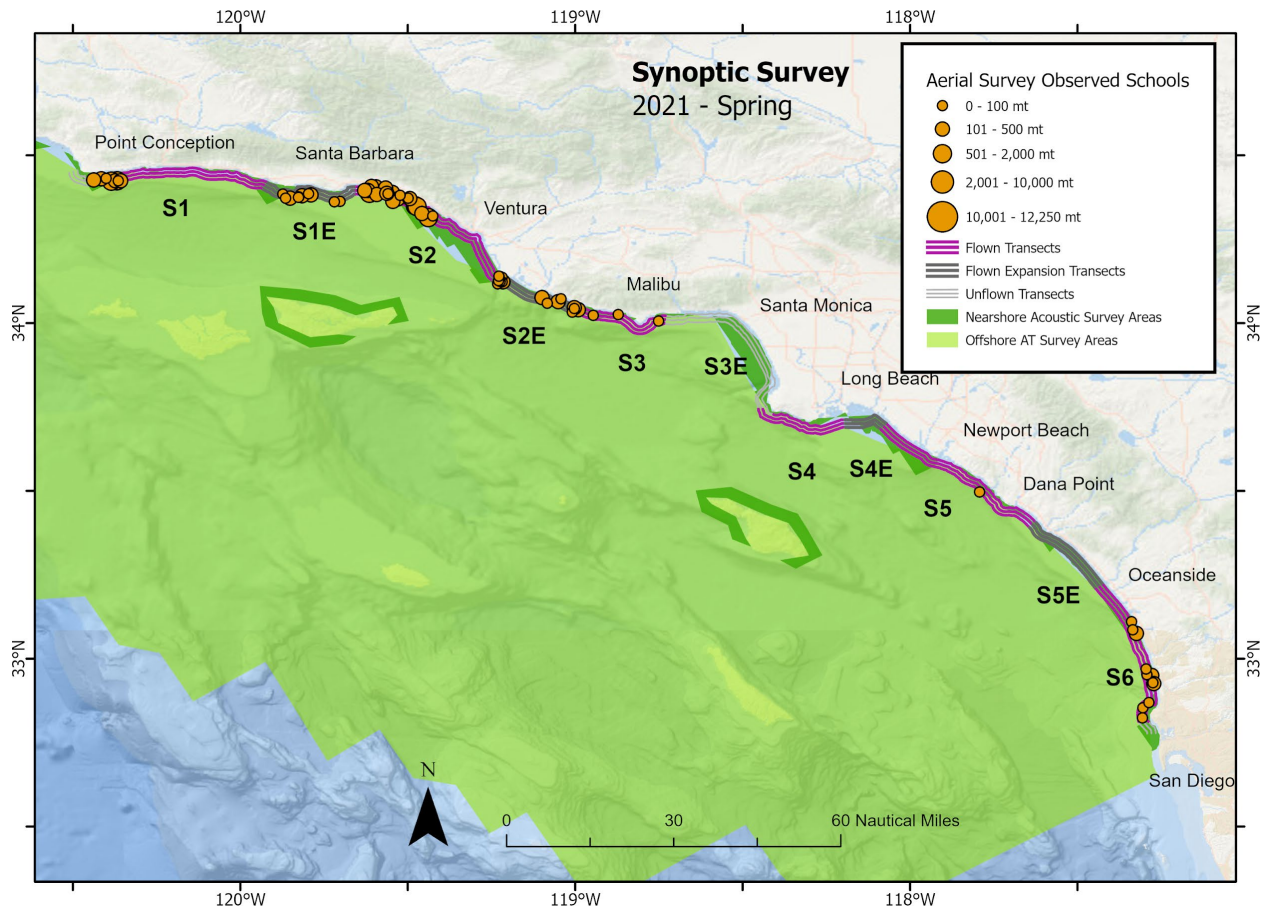 120°W 119°W 118°W
Synoptic Survey
2021 - Spring
Aerial Survey Observed Schools
0 - 100 mt
101 - 500 mt
501 - 2,000 mt
2,001 - 10,000 mt
10,001 - 12,250 mt
Flown Transects
Flown Expansion Transects
Unflown Transects
Nearshore Acoustic Survey Areas
Offshore AT Survey Areas
Point Conception
Santa Barbara
S1
Ventura
S1E
S2
Malibu
Santa Monica
34°N
34°N
S2E
S3
S3E
Long Beach
Newport Beach
S4
S4E
Dana Point
S5
Oceanside
S5E
33°N
33°N
S6
N
San Diego
0 30 60 Nautical Miles
120°W 119°W 118°W